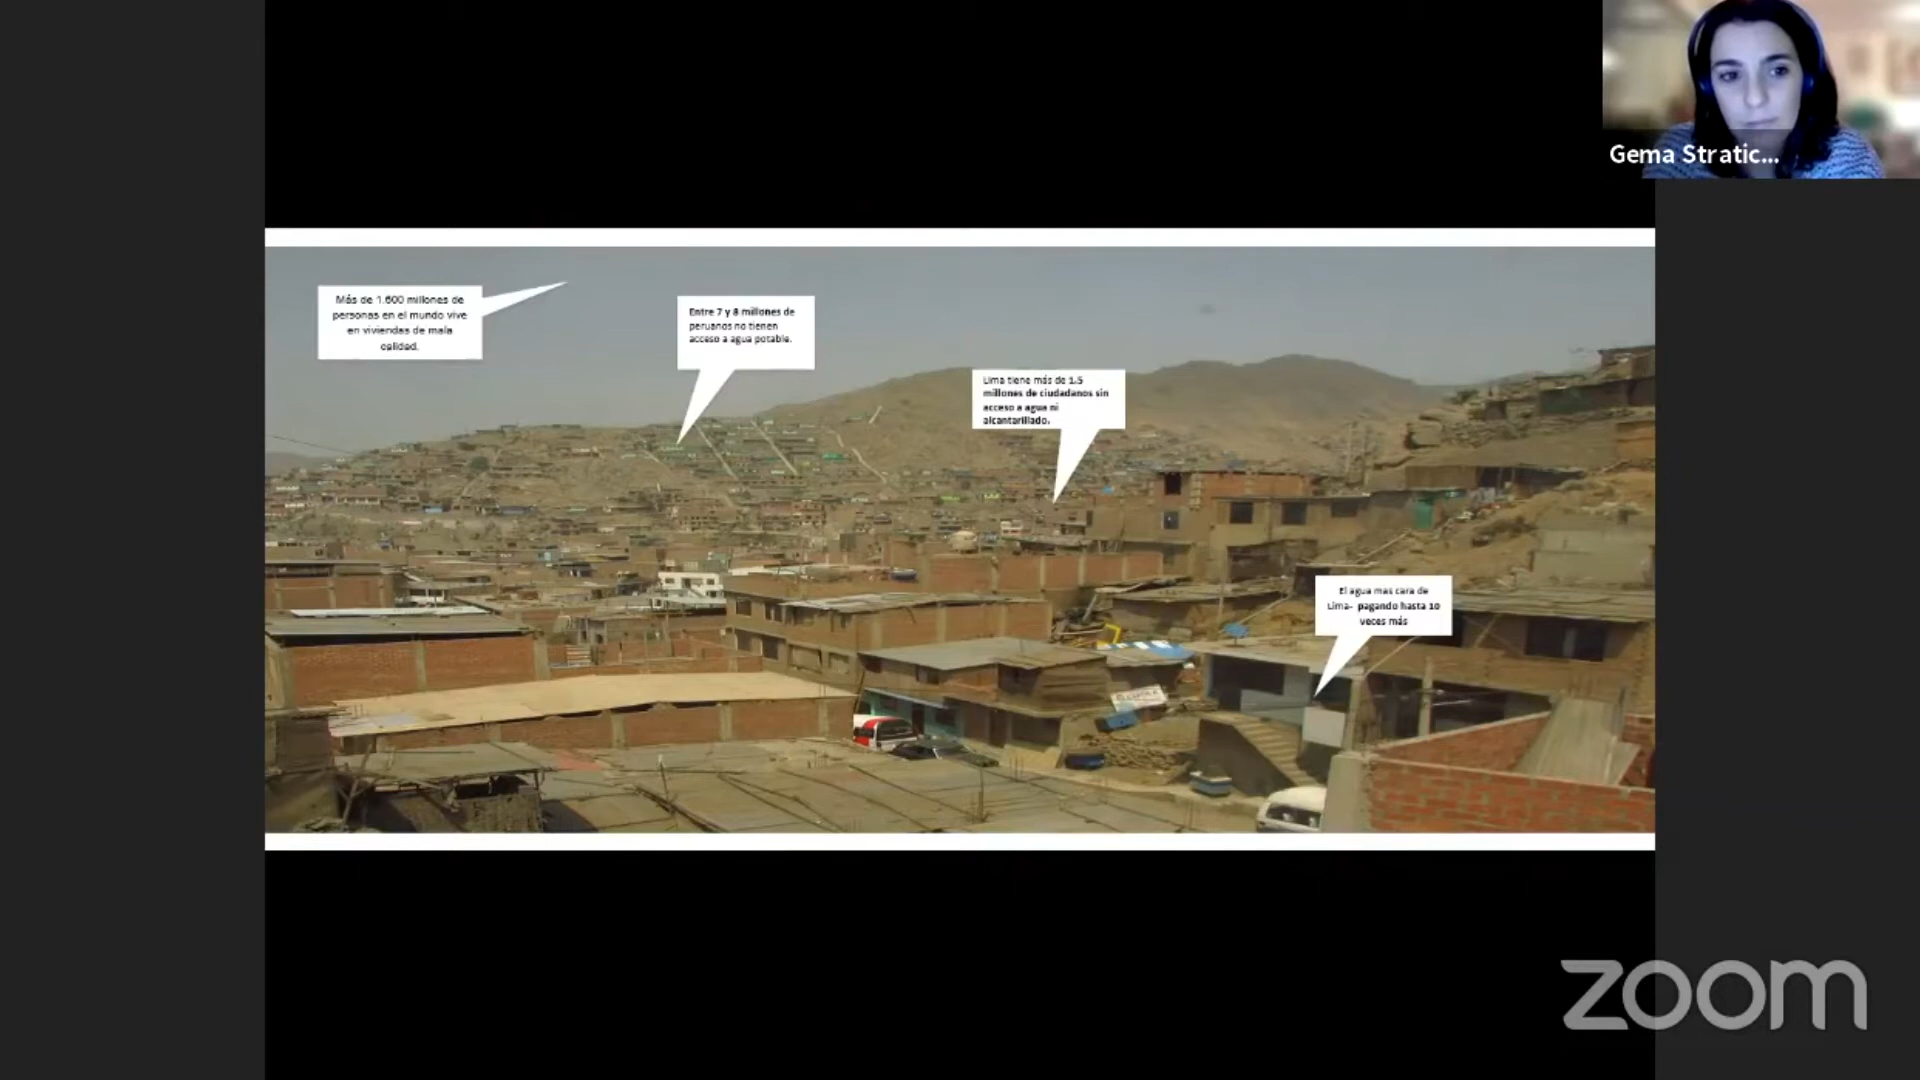 Gema Stratic...
Más de 1.600 millones de
personas en el mundo vive
en viviendas de mala
calidad.
Entre 7 y 8 millones de
peruanos no tienen
acceso a agua potable.
Lima tiene más de 1.5
millones de ciudadanos sin
acceso a agua ni
alcantarillado.
El agua mas cara de
Lima- pagando hasta 10
veces más
zoom